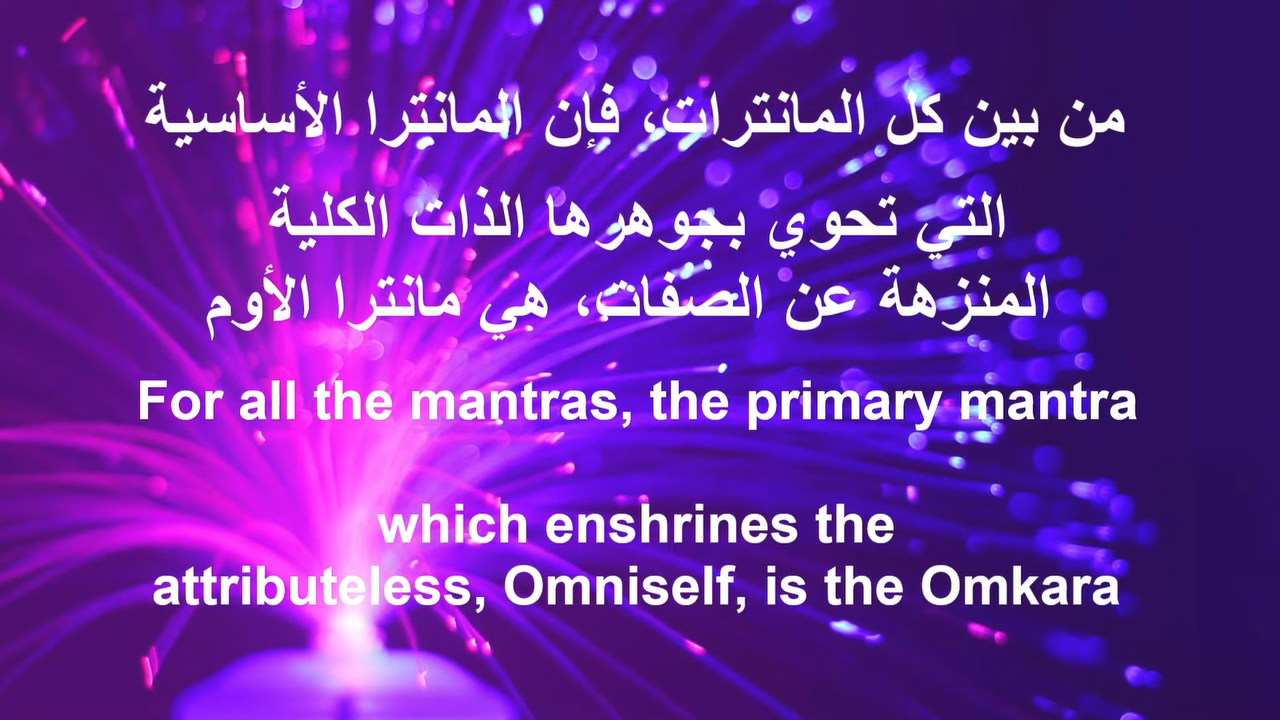 من بين كل المانترات، فإن المانترا الأساسية
التي تحوي بجوهرها الذات الكلية
المنزهة عن الصفات، هي مانترا الأوم
For all the mantras, the primary mantra
which enshrines the
attributeless, Omniself, is the Omkara